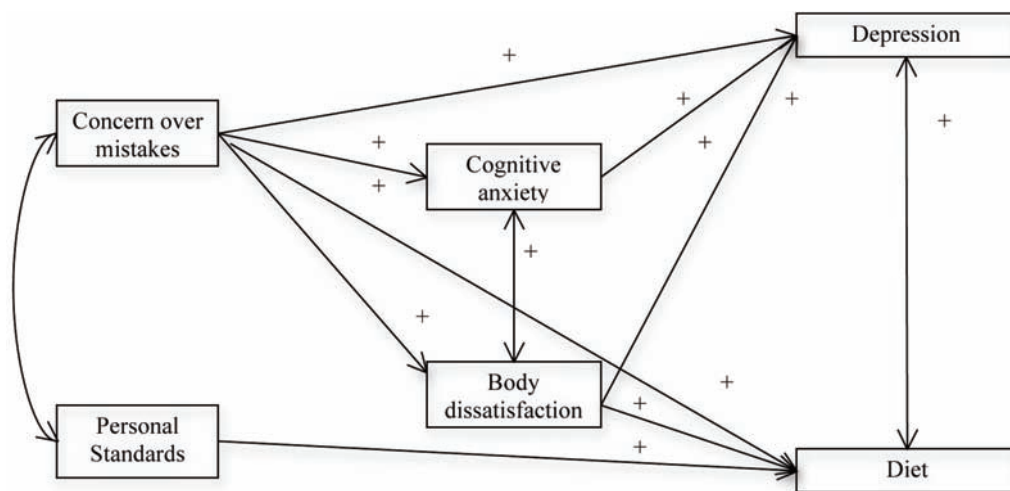 Depression
+
+
+
+
+
Concern over
mistakes
+
+
Cognitive
anxiety
+
+
+
Body
dissatisfaction
+
+
Personal
Standards
+
Diet